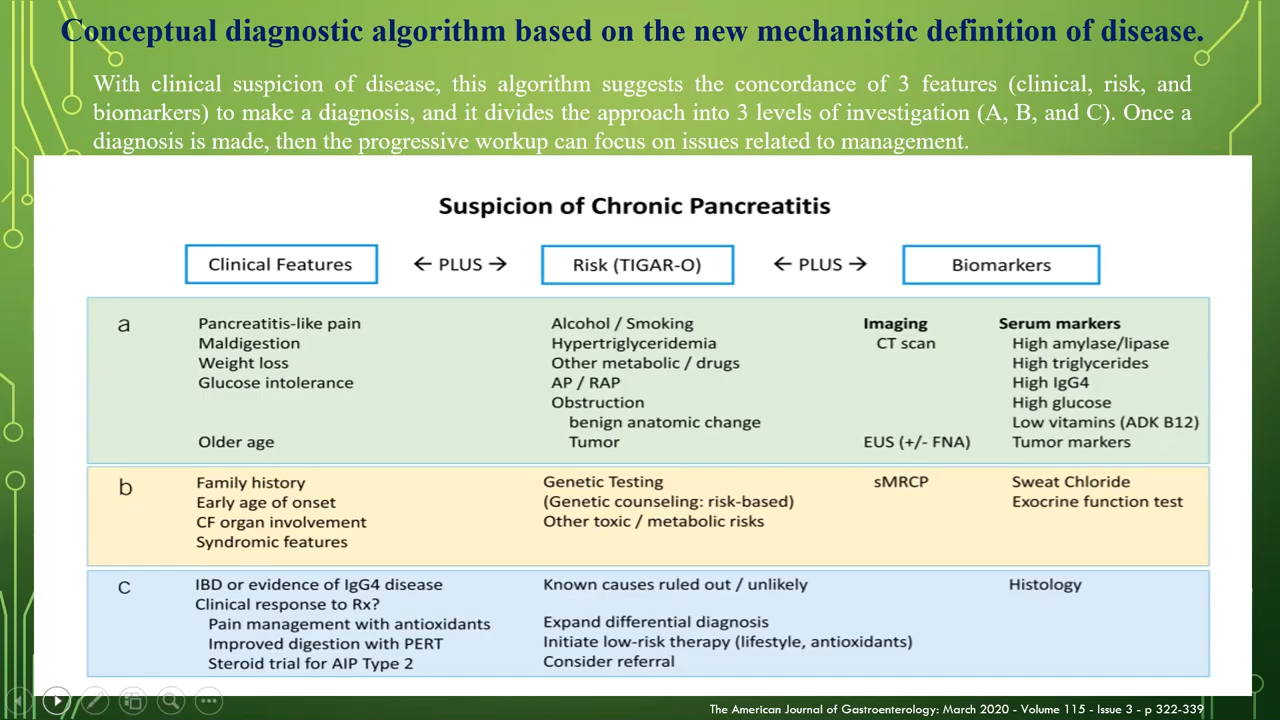 Conceptual diagnostic algorithm based on the new mechanistic definition of disease.
With clinical suspicion of disease, this algorithm suggests the concordance of 3 features (clinical, risk, and
biomarkers) to make a diagnosis, and it divides the approach into 3 levels of investigation (A, B, and C). Once a
diagnosis is made, then the progressive workup can focus on issues related to management.
Suspicion of Chronic Pancreatitis
Clinical Features ← PLUS → Risk (TIGAR-O) ← PLUS → Biomarkers
a Pancreatitis-like pain Alcohol / Smoking Imaging Serum markers
Maldigestion Hypertriglyceridemia CT scan High amylase/lipase
Weight loss Other metabolic / drugs High triglycerides
Glucose intolerance AP / RAP High IgG4
Obstruction High glucose
benign anatomic change Low vitamins (ADK B12)
Older age Tumor EUS (+/- FNA) Tumor markers
b Family history Genetic Testing sMRCP Sweat Chloride
Early age of onset (Genetic counseling: risk-based) Exocrine function test
CF organ involvement Other toxic / metabolic risks
Syndromic features
c IBD or evidence of IgG4 disease Known causes ruled out / unlikely Histology
Clinical response to Rx?
Pain management with antioxidants Expand differential diagnosis
Improved digestion with PERT Initiate low-risk therapy (lifestyle, antioxidants)
Steroid trial for AIP Type 2 Consider referral
The American Journal of Gastroenterology: March 2020 - Volume 115 - Issue 3 - p 322-339